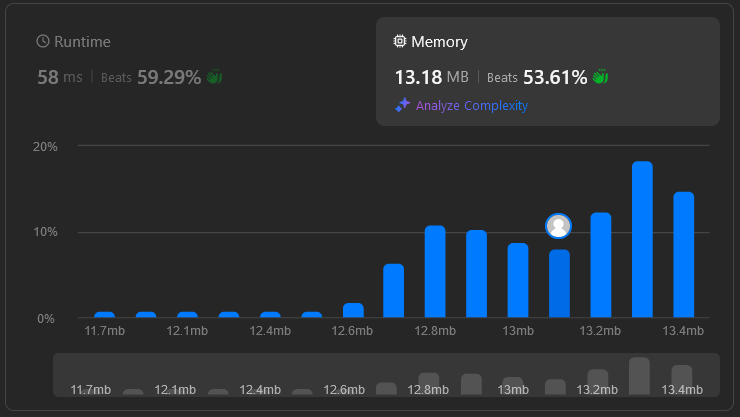 Runtime
58 ms | Beats 59.29%
Memory
13.18 MB | Beats 53.61%
Analyze Complexity
20%
10%
0%
11.7mb 12.1mb 12.4mb 12.6mb 12.8mb 13mb 13.2mb 13.4mb
11.7mb 12.1mb 12.4mb 12.6mb 12.8mb 13mb 13.2mb 13.4mb